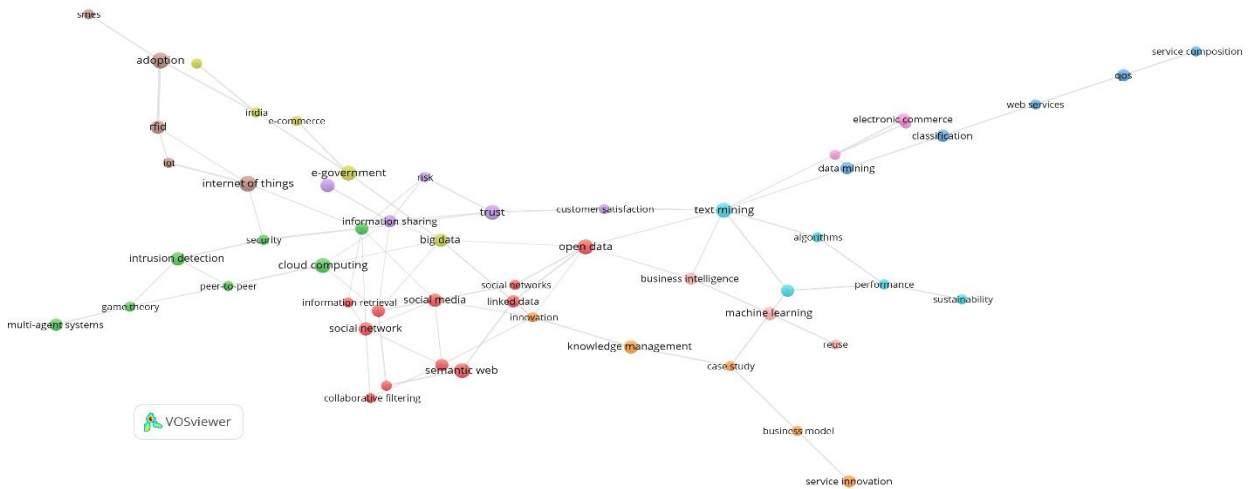 smes
service composition
adoption
qos
web services
india
e-commerce
electronic commerce
rfid
classification
iot
data mining
e-government
internet of things
risk
customer satisfaction
text mining
trust
information sharing
security
big data
algorithms
open data
intrusion detection
cloud computing
business intelligence
peer-to-peer
social networks
performance
information retrieval
social media
linked data
sustainability
game theory
innovation
machine learning
multi-agent systems
social network
knowledge management
reuse
case study
semantic web
collaborative filtering
VOSviewer
business model
service innovation